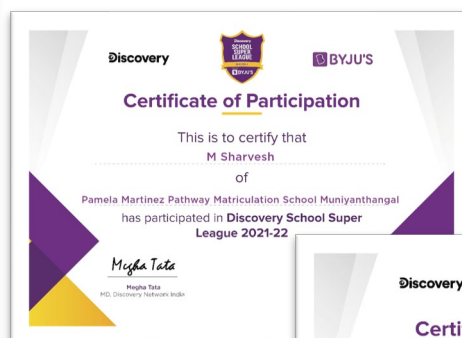 Discovery
Discovery
SCHOOL
SUPER
LEAGUE
BYJU'S
BYJU'S
Certificate of Participation
This is to certify that
M Sharvesh
of
Pamela Martinez Pathway Matriculation School Muniyanthangal
has participated in Discovery School Super
League 2021-22
Megha Tata
Megha Tata
MD, Discovery Network India
Discovery
Certi